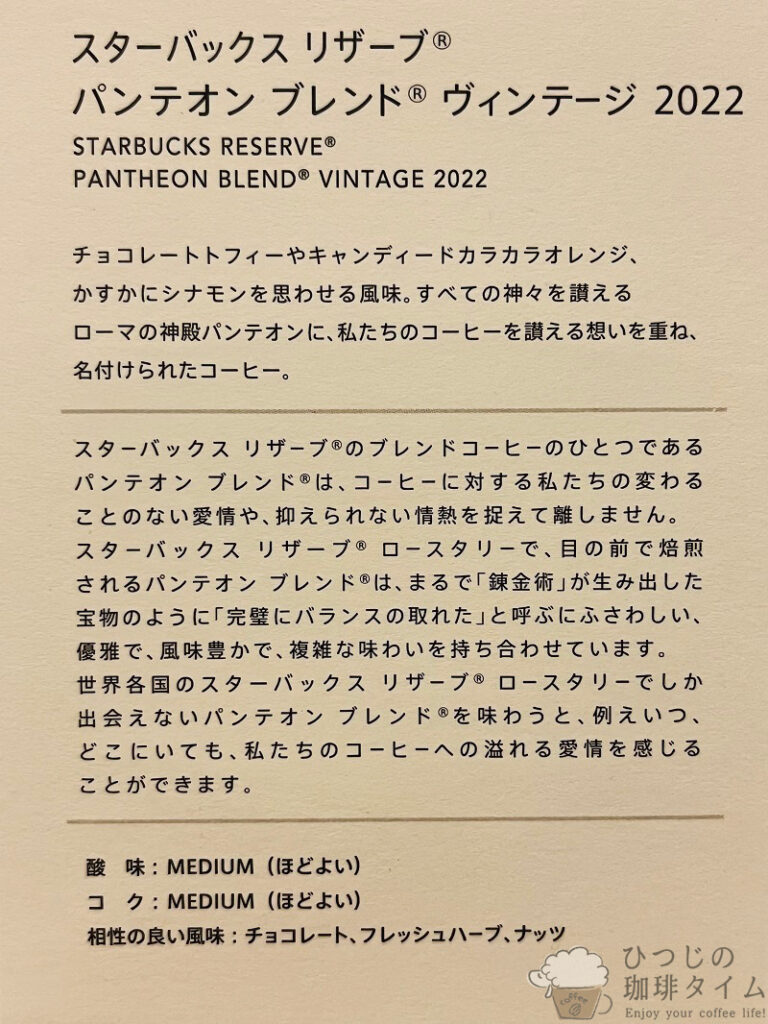 スターバックス リザーブ®
パンテオン ブレンド® ヴィンテージ 2022
STARBUCKS RESERVE®
PANTHEON BLEND® VINTAGE 2022
チョコレートトフィーやキャンディードカラカラオレンジ、
かすかにシナモンを思わせる風味。すべての神々を讃える
ローマの神殿パンテオンに、私たちのコーヒーを讃える想いを重ね、
名付けられたコーヒー。
スターバックス リザーブ®のブレンドコーヒーのひとつである
パンテオン ブレンド®は、コーヒーに対する私たちの変わる
ことのない愛情や、抑えられない情熱を捉えて離しません。
スターバックス リザーブ® ロースタリーで、目の前で焙煎
されるパンテオン ブレンド®は、まるで「錬金術」が生み出した
宝物のように「完璧にバランスの取れた」と呼ぶにふさわしい、
優雅で、風味豊かで、複雑な味わいを持ち合わせています。
世界各国のスターバックス リザーブ® ロースタリーでしか
出会えないパンテオン ブレンド®を味わうと、例えいつ、
どこにいても、私たちのコーヒーへの溢れる愛情を感じる
ことができます。
酸　味：MEDIUM（ほどよい）
コ　ク：MEDIUM（ほどよい）
相性の良い風味：チョコレート、フレッシュハーブ、ナッツ
coffee
ひつじの
珈琲タイム
Enjoy your coffee life!